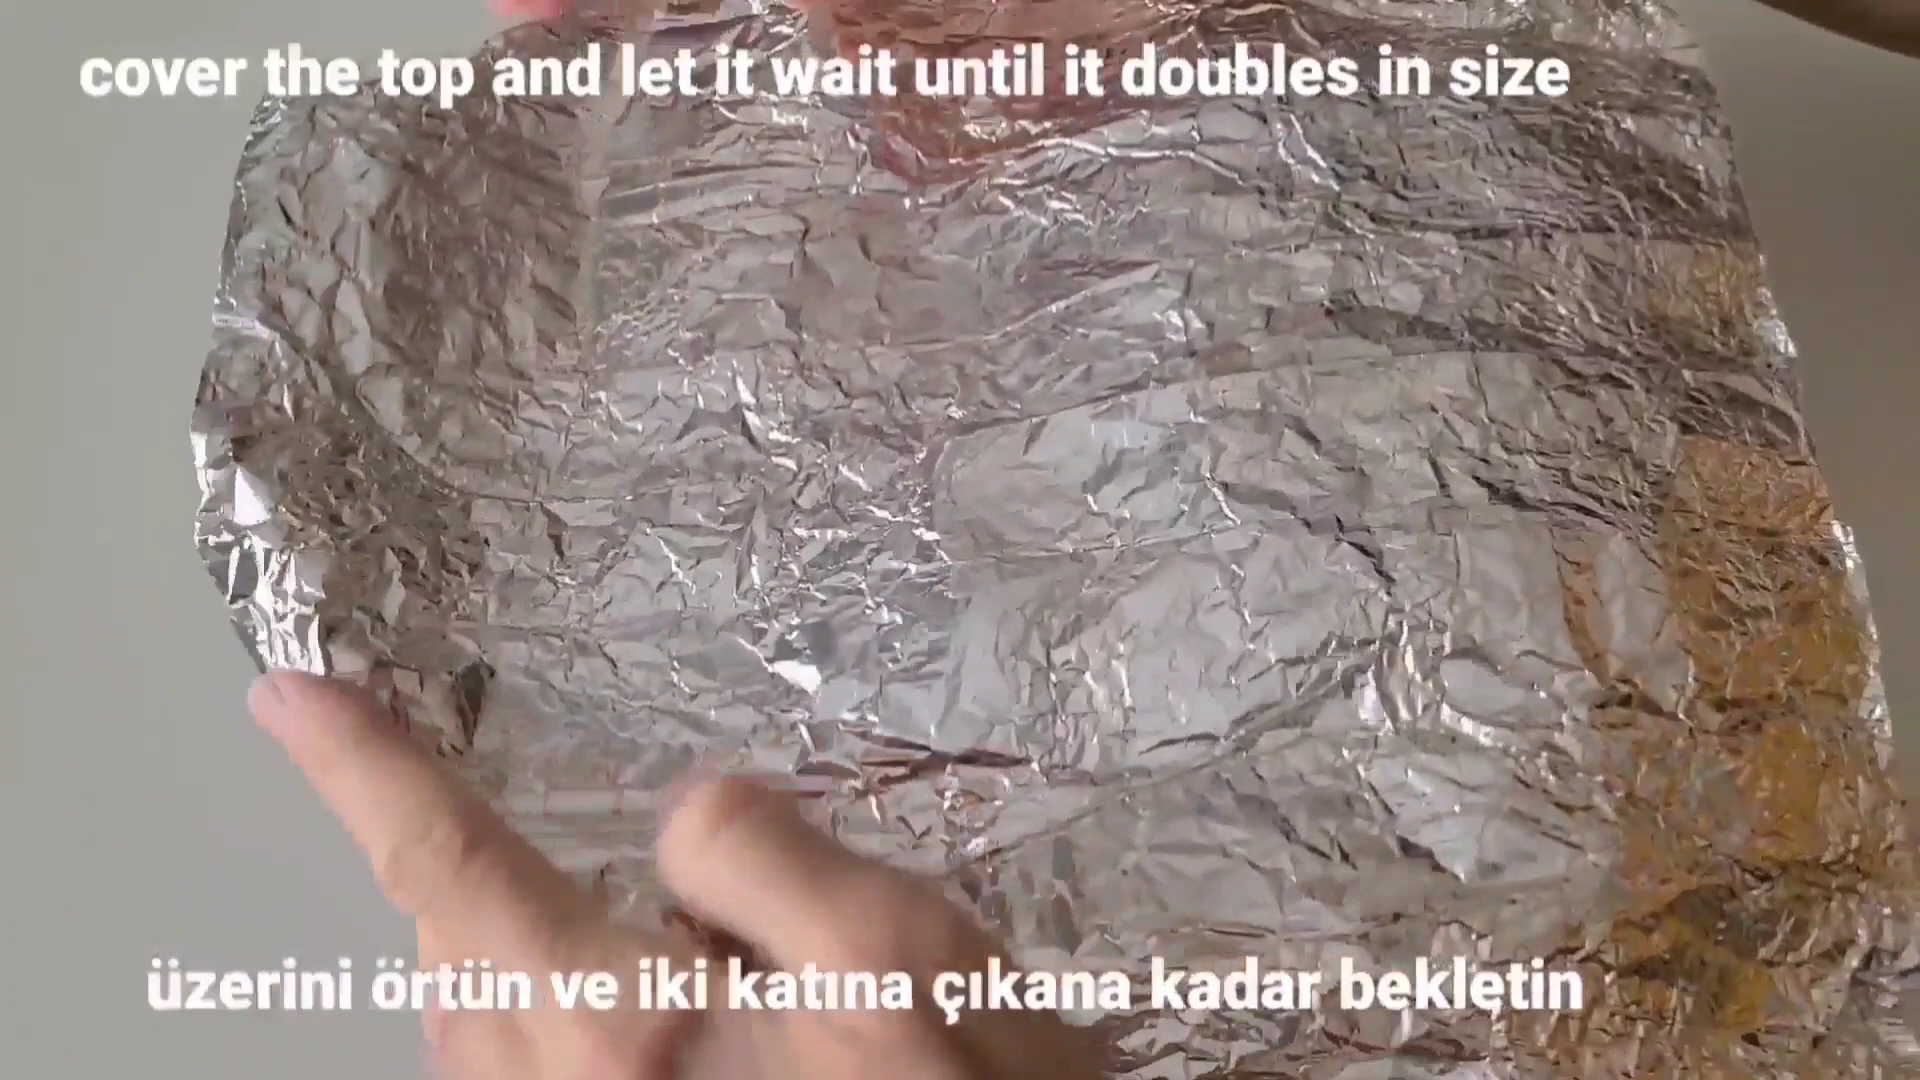 cover the top and let it wait until it doubles in size
üzerini örtün ve iki katına çıkana kadar bekletin